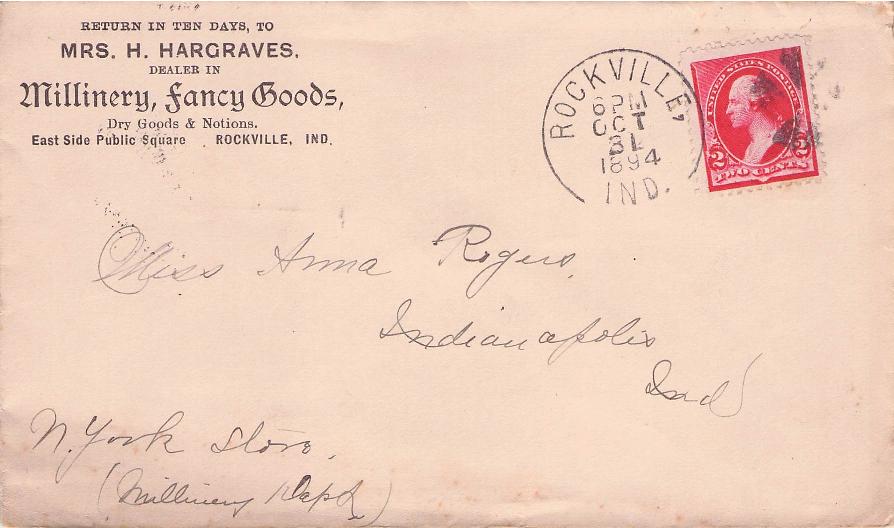 RETURN IN TEN DAYS, TO
MRS. H. HARGRAVES,
DEALER IN
Millinery, Fancy Goods,
Dry Goods & Notions.
East Side Public Square ROCKVILLE, IND.
ROCKVILLE,
6 PM
OCT
1894
IND.
UNITED STATES POSTAGE
2 2
TWO CENTS
Miss Anna Rogers,
Indianapolis
Ind
N. York Store,
(Millinery Dept)